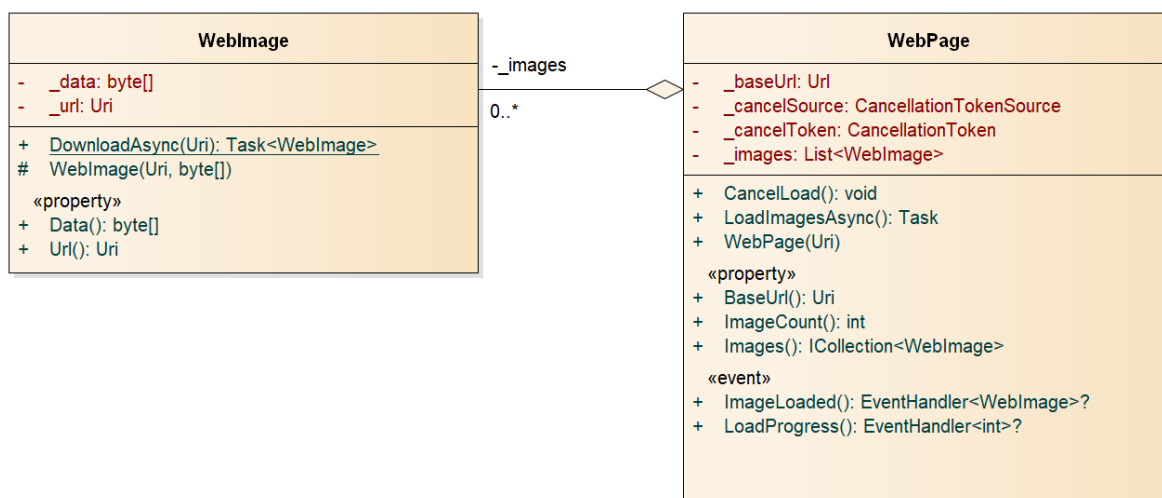 WebImage
- _data: byte[]
- _url: Uri
+ DownloadAsync(Uri): Task<WebImage>
# WebImage(Uri, byte[])
«property»
+ Data(): byte[]
+ Url(): Uri
-_images
0..*
WebPage
- _baseUrl: Url
- _cancelSource: CancellationTokenSource
- _cancelToken: CancellationToken
- _images: List<WebImage>
+ CancelLoad(): void
+ LoadImagesAsync(): Task
+ WebPage(Uri)
«property»
+ BaseUrl(): Uri
+ ImageCount(): int
+ Images(): ICollection<WebImage>
«event»
+ ImageLoaded(): EventHandler<WebImage>?
+ LoadProgress(): EventHandler<int>?